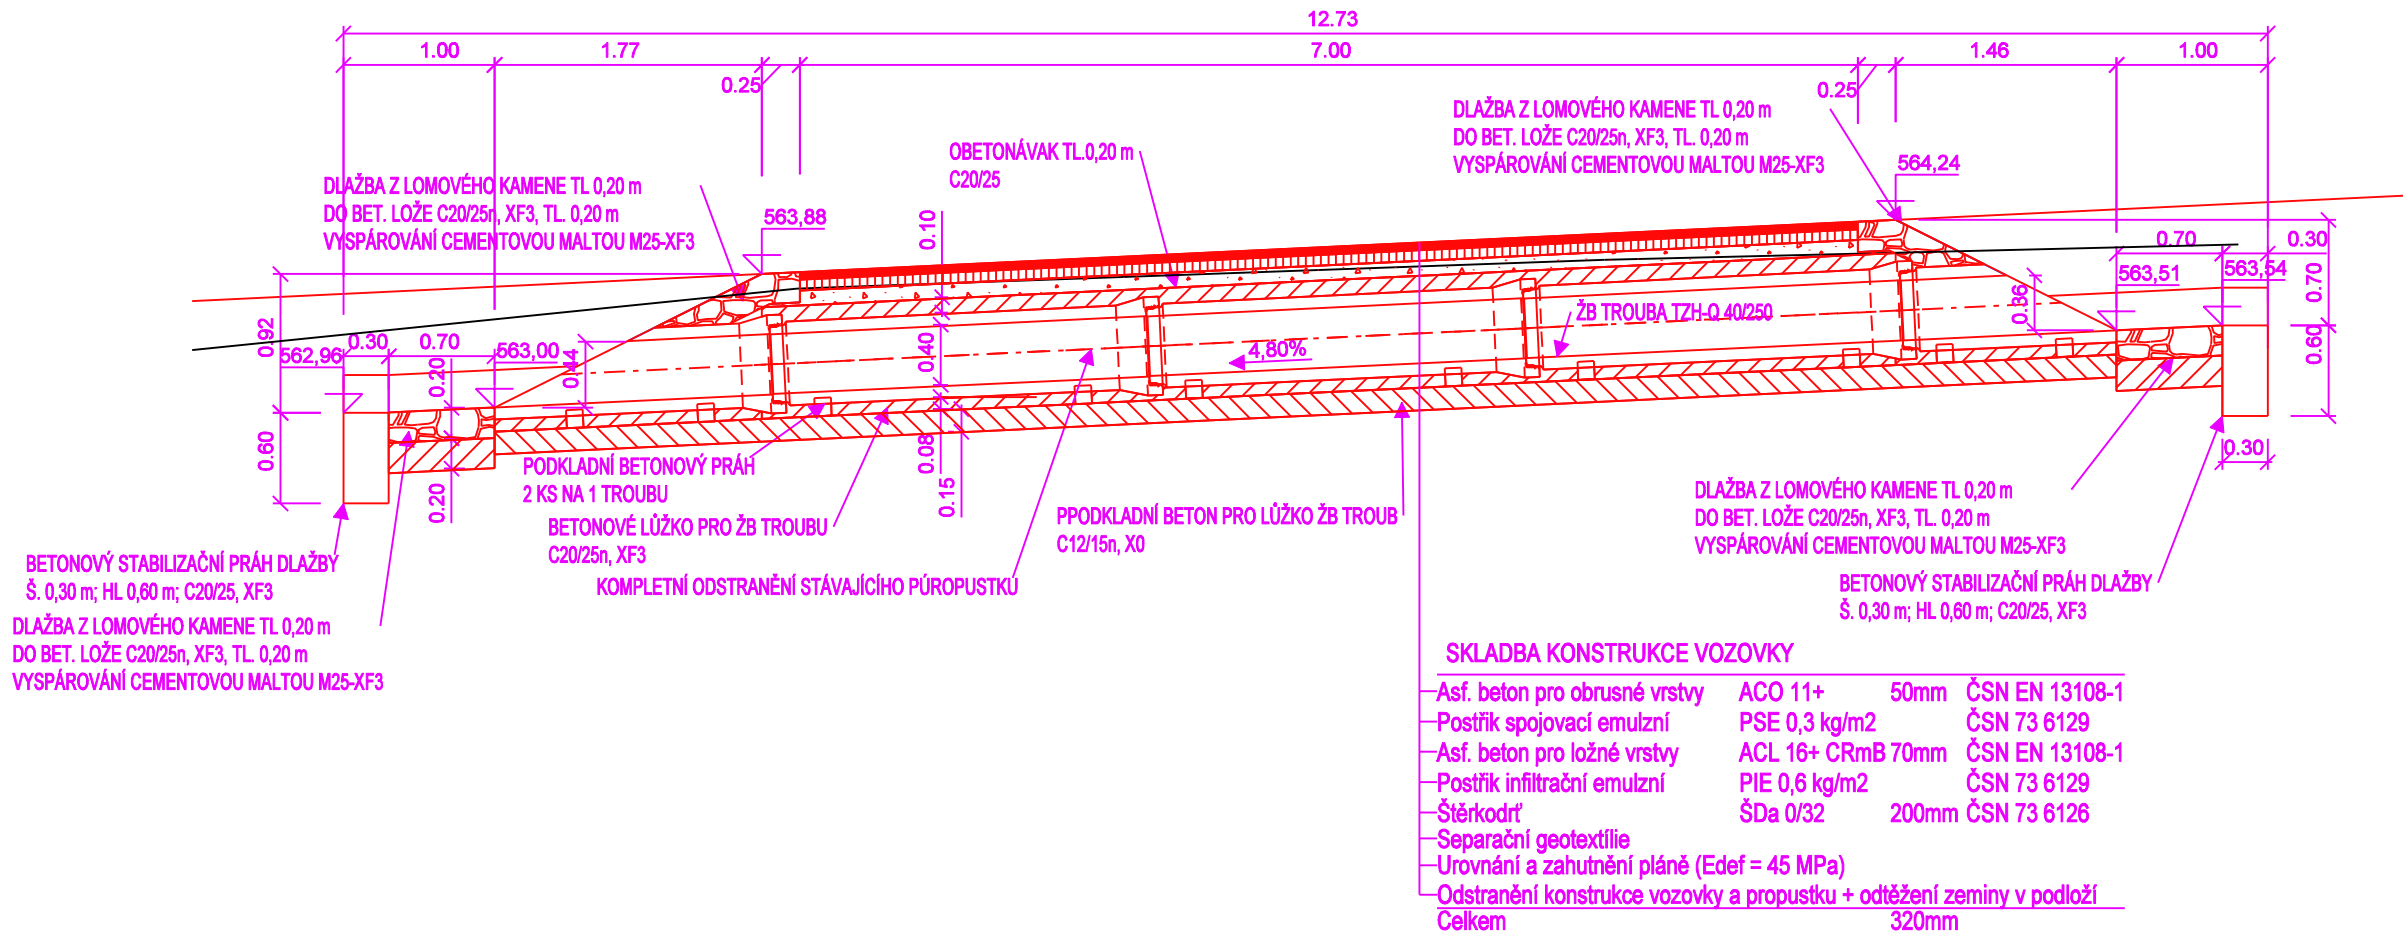 12.73
1.00
1.77
7.00
1.46
1.00
0.25
0.25
DLAŽBA Z LOMOVÉHO KAMENE TL 0,20 m
DO BET. LOŽE C20/25n, XF3, TL. 0,20 m
VYSPÁROVÁNÍ CEMENTOVOU MALTOU M25-XF3
OBETONÁVAK TL.0,20 m
C20/25
564,24
DLAŽBA Z LOMOVÉHO KAMENE TL 0,20 m
DO BET. LOŽE C20/25n, XF3, TL. 0,20 m
VYSPÁROVÁNÍ CEMENTOVOU MALTOU M25-XF3
563,88
0.10
0.70
0.30
563,51
563,54
0.70
0.36
0.60
0.30
0.92
562,96
0.30
0.70
563,00
0.20
0.44
0.40
4,80%
ŽB TROUBA TZH-Q 40/250
0.60
0.20
0.08
0.15
PODKLADNÍ BETONOVÝ PRÁH
2 KS NA 1 TROUBU
BETONOVÉ LŮŽKO PRO ŽB TROUBU
C20/25n, XF3
KOMPLETNÍ ODSTRANĚNÍ STÁVAJÍCÍHO PÚROPUSTKU
PPODKLADNÍ BETON PRO LŮŽKO ŽB TROUB
C12/15n, X0
DLAŽBA Z LOMOVÉHO KAMENE TL 0,20 m
DO BET. LOŽE C20/25n, XF3, TL. 0,20 m
VYSPÁROVÁNÍ CEMENTOVOU MALTOU M25-XF3
BETONOVÝ STABILIZAČNÍ PRÁH DLAŽBY
Š. 0,30 m; HL 0,60 m; C20/25, XF3
BETONOVÝ STABILIZAČNÍ PRÁH DLAŽBY
Š. 0,30 m; HL 0,60 m; C20/25, XF3
DLAŽBA Z LOMOVÉHO KAMENE TL 0,20 m
DO BET. LOŽE C20/25n, XF3, TL. 0,20 m
VYSPÁROVÁNÍ CEMENTOVOU MALTOU M25-XF3
SKLADBA KONSTRUKCE VOZOVKY
Asf. beton pro obrusné vrstvy ACO 11+ 50mm ČSN EN 13108-1
Postřik spojovací emulzní PSE 0,3 kg/m2 ČSN 73 6129
Asf. beton pro ložné vrstvy ACL 16+ CRmB 70mm ČSN EN 13108-1
Postřik infiltrační emulzní PIE 0,6 kg/m2 ČSN 73 6129
Štěrkodrť ŠDa 0/32 200mm ČSN 73 6126
Separační geotextílie
Urovnání a zahutnění pláně (Edef = 45 MPa)
Odstranění konstrukce vozovky a propustku + odtěžení zeminy v podloží
Celkem 320mm